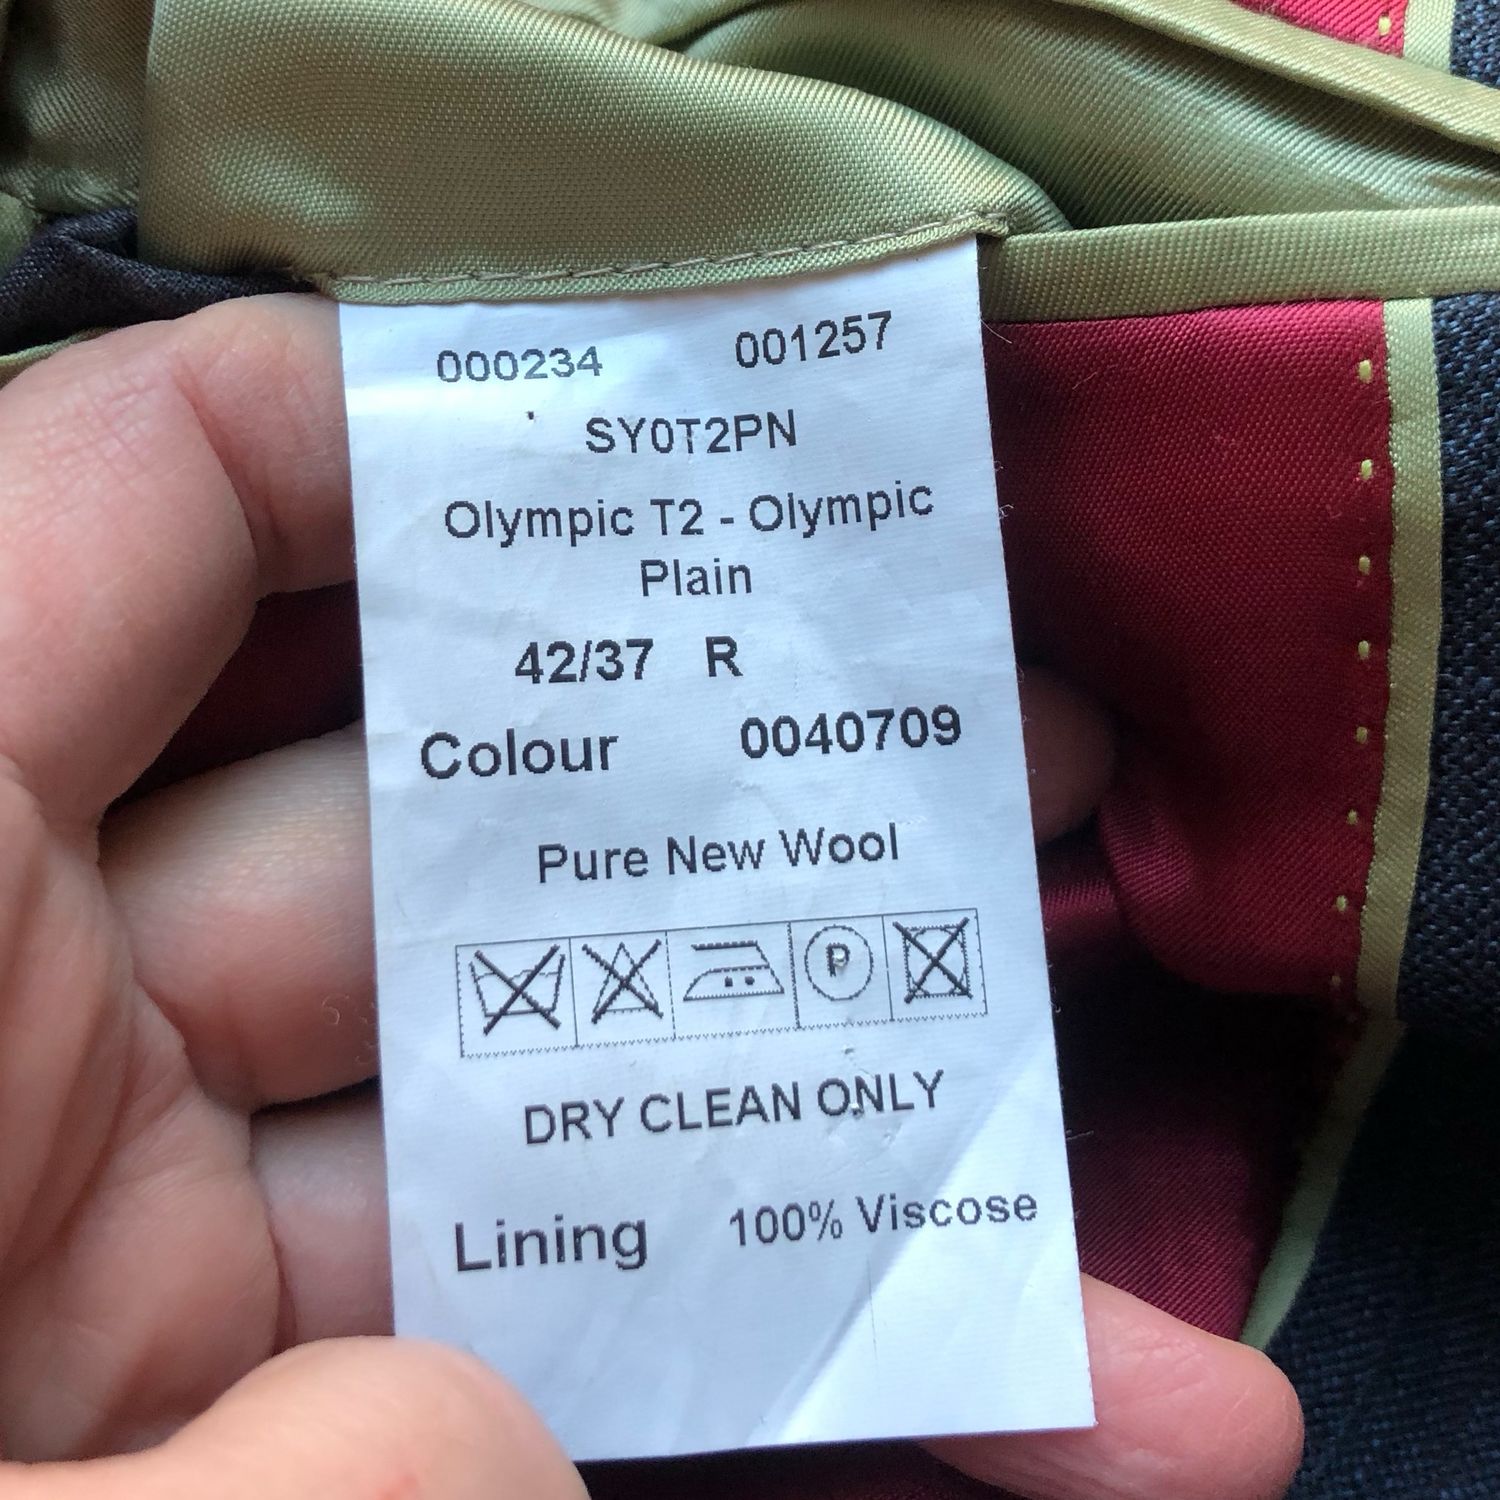 000234 001257
SY0T2PN
Olympic T2 - Olympic
Plain
42/37 R
Colour 0040709
Pure New Wool
P
DRY CLEAN ONLY
Lining 100% Viscose